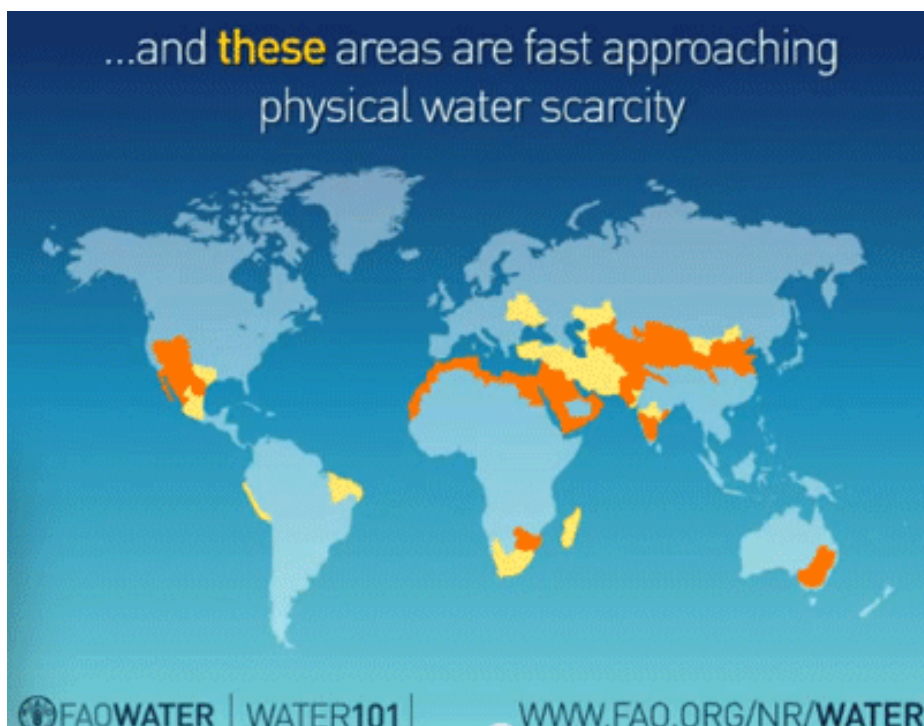 ...and these areas are fast approaching
physical water scarcity
FAOWATER | WATER101 |
WWW.FAO.ORG/NR/WATER